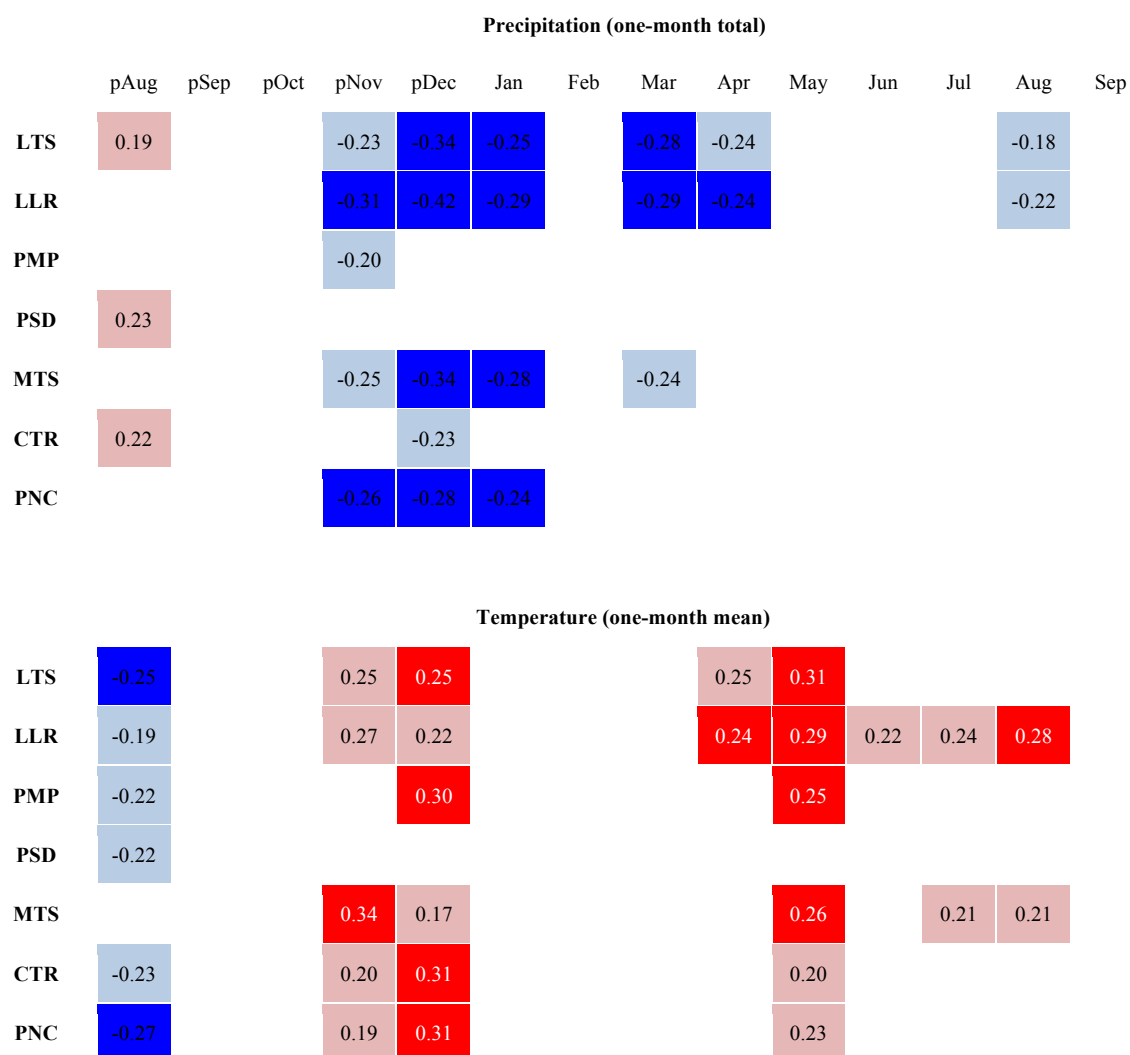 Precipitation (one-month total)
pAug pSep pOct pNov pDec Jan Feb Mar Apr May Jun Jul Aug Sep
LTS 0.19 -0.23 -0.34 -0.25 -0.28 -0.24 -0.18
LLR -0.31 -0.42 -0.29 -0.29 -0.24 -0.22
PMP -0.20
PSD 0.23
MTS -0.25 -0.34 -0.28 -0.24
CTR 0.22 -0.23
PNC -0.26 -0.28 -0.24
Temperature (one-month mean)
LTS -0.25 0.25 0.25 0.25 0.31
LLR -0.19 0.27 0.22 0.24 0.29 0.22 0.24 0.28
PMP -0.22 0.30 0.25
PSD -0.22
MTS 0.34 0.17 0.26 0.21 0.21
CTR -0.23 0.20 0.31 0.20
PNC -0.27 0.19 0.31 0.23